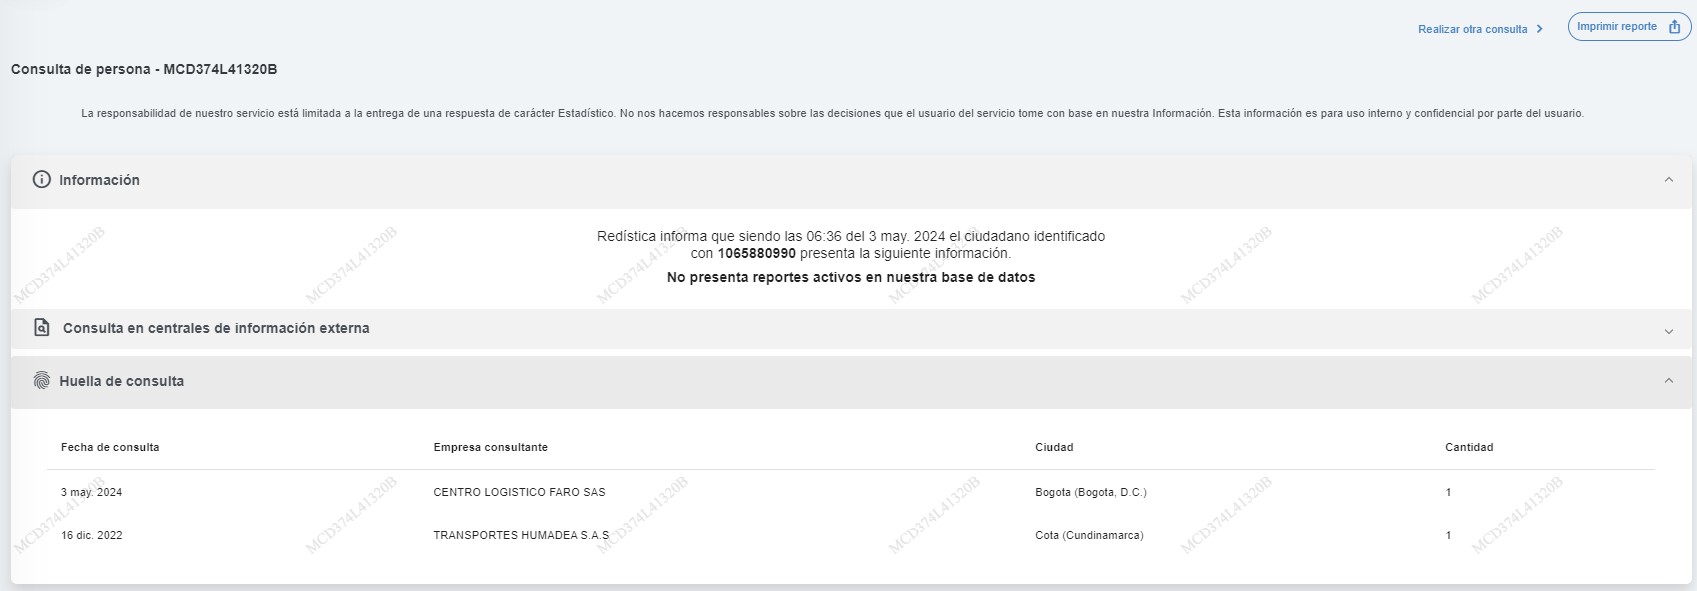 Realizar otra consulta
Imprimir reporte
Consulta de persona - MCD374L41320B
La responsabilidad de nuestro servicio está limitada a la entrega de una respuesta de carácter Estadístico. No nos hacemos responsables sobre las decisiones que el usuario del servicio tome con base en nuestra Información. Esta información es para uso interno y confidencial por parte del usuario.
Información
Redística informa que siendo las 06:36 del 3 may. 2024 el ciudadano identificado
con 1065880990 presenta la siguiente información.
No presenta reportes activos en nuestra base de datos
MCD374L41320B MCD374L41320B MCD374L41320B MCD374L41320B MCD374L41320B MCD374L41320B
Consulta en centrales de información externa
Huella de consulta
Fecha de consulta Empresa consultante Ciudad Cantidad
3 may. 2024 CENTRO LOGISTICO FARO SAS Bogota (Bogota, D.C.) 1
16 dic. 2022 TRANSPORTES HUMADEA S.A.S Cota (Cundinamarca) 1
MCD374L41320B MCD374L41320B MCD374L41320B MCD374L41320B MCD374L41320B MCD374L41320B